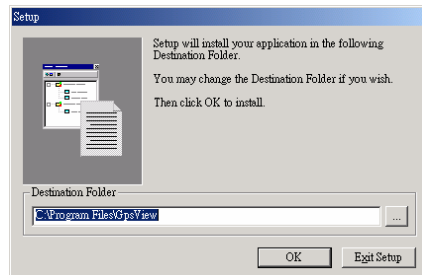 Setup
Setup will install your application in the following
Destination Folder.
You may change the Destination Folder if you wish.
Then click OK to install.
Destination Folder
C:\Program Files\GpsView
...
OK
Exit Setup